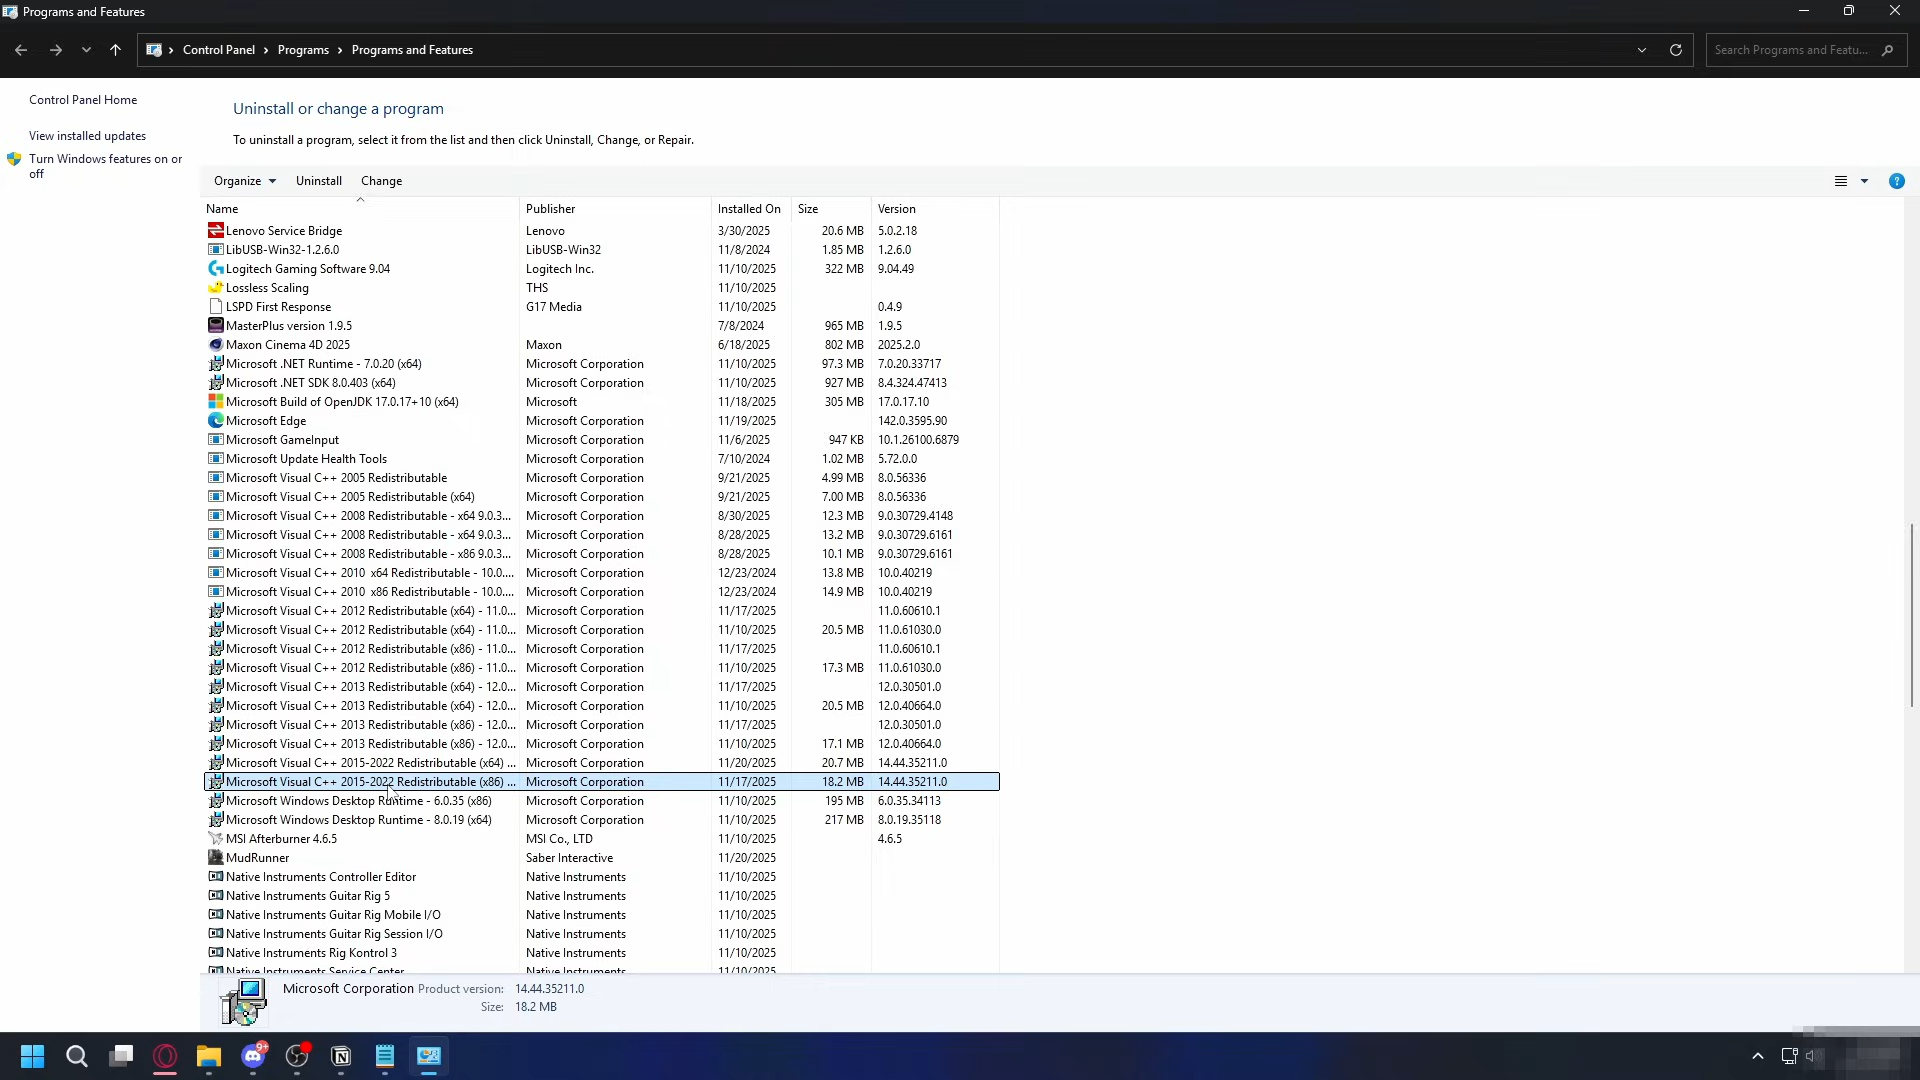 Programs and Features
Control Panel Programs Programs and Features
Search Programs and Featu...
Control Panel Home
View installed updates
Turn Windows features on or
off
Uninstall or change a program
To uninstall a program, select it from the list and then click Uninstall, Change, or Repair.
Organize Uninstall Change
Name Publisher Installed On Size Version
Lenovo Service Bridge Lenovo 3/30/2025 20.6 MB 5.0.2.18
LibUSB-Win32-1.2.6.0 LibUSB-Win32 11/8/2024 1.85 MB 1.2.6.0
Logitech Gaming Software 9.04 Logitech Inc. 11/10/2025 322 MB 9.04.49
Lossless Scaling THS 11/10/2025
LSPD First Response G17 Media 11/10/2025 0.4.9
MasterPlus version 1.9.5 7/8/2024 965 MB 1.9.5
Maxon Cinema 4D 2025 Maxon 6/18/2025 802 MB 2025.2.0
Microsoft .NET Runtime - 7.0.20 (x64) Microsoft Corporation 11/10/2025 97.3 MB 7.0.20.33717
Microsoft .NET SDK 8.0.403 (x64) Microsoft Corporation 11/10/2025 927 MB 8.4.324.47413
Microsoft Build of OpenJDK 17.0.17+10 (x64) Microsoft 11/18/2025 305 MB 17.0.17.10
Microsoft Edge Microsoft Corporation 11/19/2025 142.0.3595.90
Microsoft GameInput Microsoft Corporation 11/6/2025 947 KB 10.1.26100.6879
Microsoft Update Health Tools Microsoft Corporation 7/10/2024 1.02 MB 5.72.0.0
Microsoft Visual C++ 2005 Redistributable Microsoft Corporation 9/21/2025 4.99 MB 8.0.56336
Microsoft Visual C++ 2005 Redistributable (x64) Microsoft Corporation 9/21/2025 7.00 MB 8.0.56336
Microsoft Visual C++ 2008 Redistributable - x64 9.0.3... Microsoft Corporation 8/30/2025 12.3 MB 9.0.30729.4148
Microsoft Visual C++ 2008 Redistributable - x64 9.0.3... Microsoft Corporation 8/28/2025 13.2 MB 9.0.30729.6161
Microsoft Visual C++ 2008 Redistributable - x86 9.0.3... Microsoft Corporation 8/28/2025 10.1 MB 9.0.30729.6161
Microsoft Visual C++ 2010 x64 Redistributable - 10.0.... Microsoft Corporation 12/23/2024 13.8 MB 10.0.40219
Microsoft Visual C++ 2010 x86 Redistributable - 10.0.... Microsoft Corporation 12/23/2024 14.9 MB 10.0.40219
Microsoft Visual C++ 2012 Redistributable (x64) - 11.0... Microsoft Corporation 11/17/2025 11.0.60610.1
Microsoft Visual C++ 2012 Redistributable (x64) - 11.0... Microsoft Corporation 11/10/2025 20.5 MB 11.0.61030.0
Microsoft Visual C++ 2012 Redistributable (x86) - 11.0... Microsoft Corporation 11/17/2025 11.0.60610.1
Microsoft Visual C++ 2012 Redistributable (x86) - 11.0... Microsoft Corporation 11/10/2025 17.3 MB 11.0.61030.0
Microsoft Visual C++ 2013 Redistributable (x64) - 12.0... Microsoft Corporation 11/17/2025 12.0.30501.0
Microsoft Visual C++ 2013 Redistributable (x64) - 12.0... Microsoft Corporation 11/10/2025 20.5 MB 12.0.40664.0
Microsoft Visual C++ 2013 Redistributable (x86) - 12.0... Microsoft Corporation 11/17/2025 12.0.30501.0
Microsoft Visual C++ 2013 Redistributable (x86) - 12.0... Microsoft Corporation 11/10/2025 17.1 MB 12.0.40664.0
Microsoft Visual C++ 2015-2022 Redistributable (x64) ... Microsoft Corporation 11/20/2025 20.7 MB 14.44.35211.0
Microsoft Visual C++ 2015-2022 Redistributable (x86) ... Microsoft Corporation 11/17/2025 18.2 MB 14.44.35211.0
Microsoft Windows Desktop Runtime - 6.0.35 (x86) Microsoft Corporation 11/10/2025 195 MB 6.0.35.34113
Microsoft Windows Desktop Runtime - 8.0.19 (x64) Microsoft Corporation 11/10/2025 217 MB 8.0.19.35118
MSI Afterburner 4.6.5 MSI Co., LTD 11/10/2025 4.6.5
MudRunner Saber Interactive 11/20/2025
Native Instruments Controller Editor Native Instruments 11/10/2025
Native Instruments Guitar Rig 5 Native Instruments 11/10/2025
Native Instruments Guitar Rig Mobile I/O Native Instruments 11/10/2025
Native Instruments Guitar Rig Session I/O Native Instruments 11/10/2025
Native Instruments Rig Kontrol 3 Native Instruments 11/10/2025
Native Instruments Service Center Native Instruments 11/10/2025
Microsoft Corporation Product version: 14.44.35211.0
Size: 18.2 MB
9+